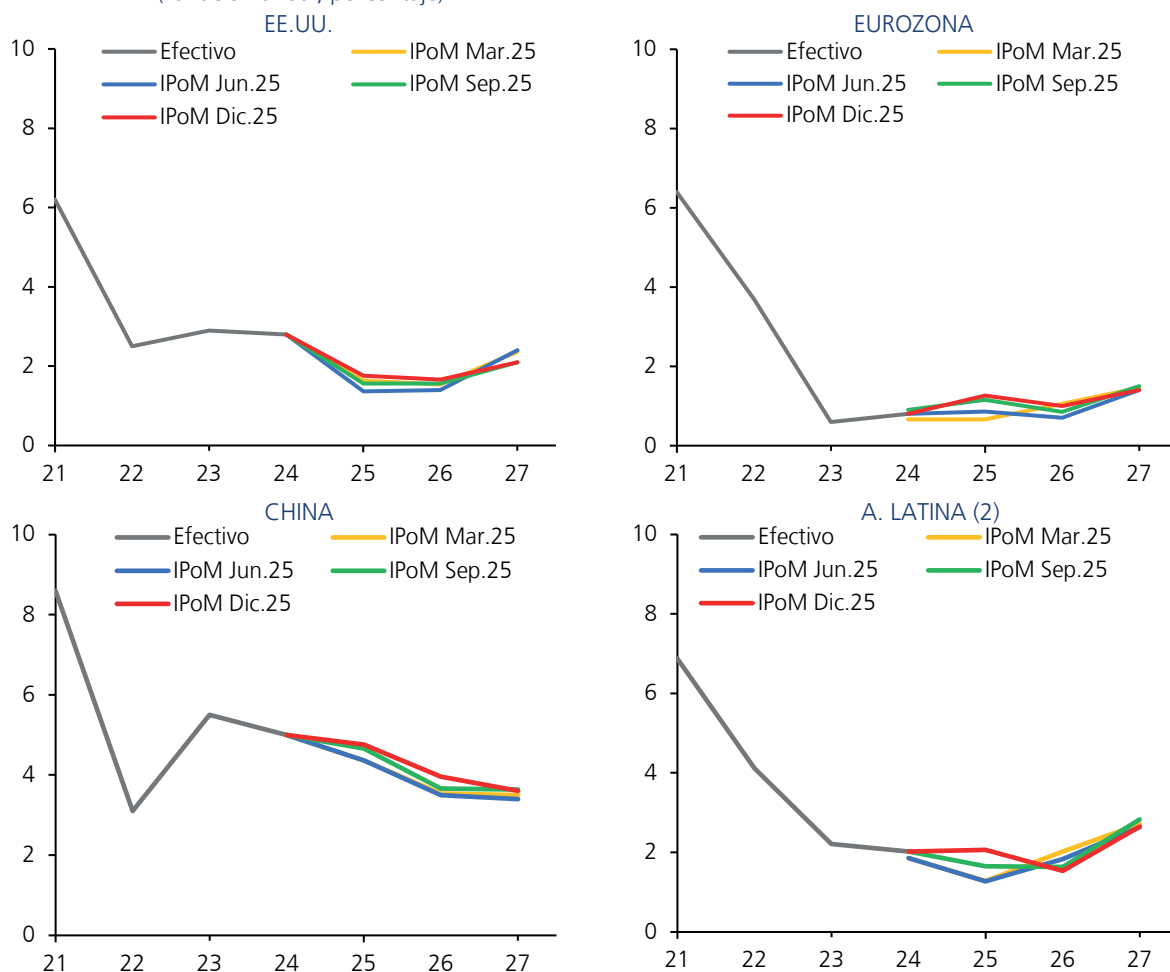 EE.UU.
Efectivo
IPoM Mar.25
IPoM Jun.25
IPoM Sep.25
IPoM Dic.25
10
8
6
4
2
0
21 22 23 24 25 26 27
EUROZONA
Efectivo
IPoM Mar.25
IPoM Jun.25
IPoM Sep.25
IPoM Dic.25
10
8
6
4
2
0
21 22 23 24 25 26 27
CHINA
Efectivo
IPoM Mar.25
IPoM Jun.25
IPoM Sep.25
IPoM Dic.25
10
8
6
4
2
0
21 22 23 24 25 26 27
A. LATINA (2)
Efectivo
IPoM Mar.25
IPoM Jun.25
IPoM Sep.25
IPoM Dic.25
10
8
6
4
2
0
21 22 23 24 25 26 27